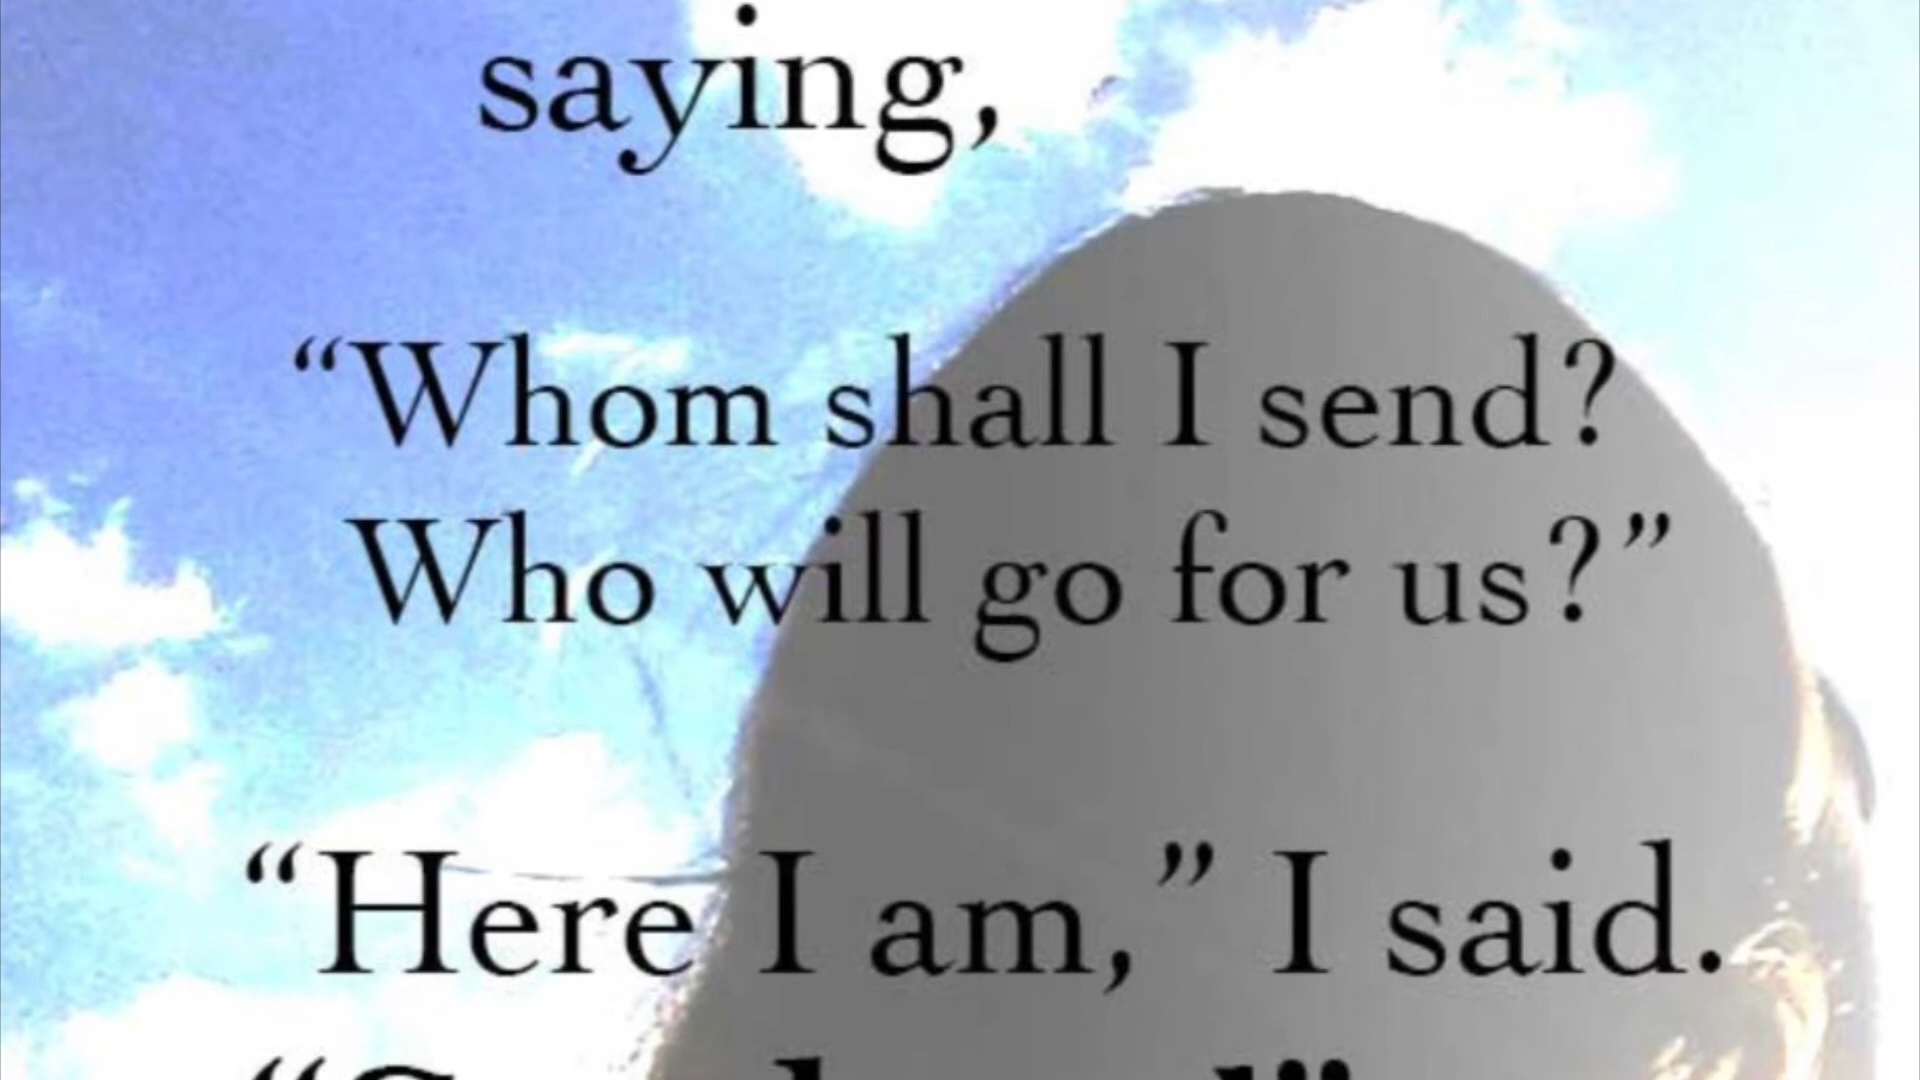 saying,
“Whom shall I send?
Who will go for us?”
“Here I am,” I said.